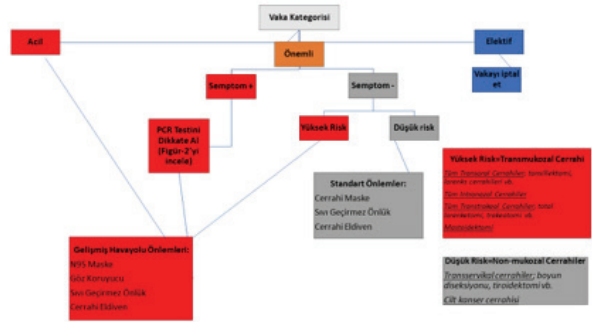 Vaka Kategorisi
Acil
Önemli
Elektif
Vakayı iptal
et
Semptom +
Semptom -
PCR Testini
Dikkate Al
(Figür-2'yi
incele)
Yüksek Risk
Düşük risk
Standart Önlemler:
Cerrahi Maske
Sıvı Geçirmez Önlük
Cerrahi Eldiven
Gelişmiş Havayolu Önlemleri:
N95 Maske
Göz Koruyucu
Sıvı Geçirmez Önlük
Cerrahi Eldiven
Yüksek Risk=Transmukozal Cerrahi
Tüm Transoral Cerrahiler; tonsillektomi,
larenks cerrahileri vb.
Tüm Intranazal Cerrahiler
Tüm Transtrakeal Cerrahiler; total
larenjektomi, trakeotomi vb.
Mastoidektomi
Düşük Risk=Non-mukozal Cerrahiler
Transservikal cerrahiler; boyun
diseksiyonu, tiroidektomi vb.
Cilt kanser cerrahisi